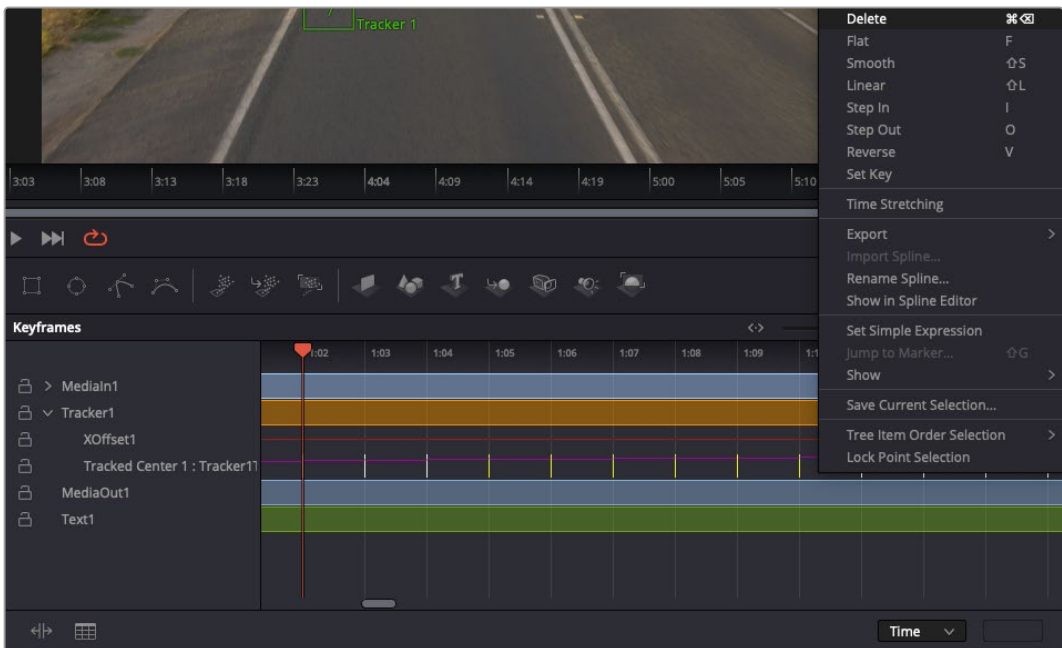 Tracker 1
3:03 3:08 3:13 3:18 3:23 4:04 4:09 4:14 4:19 5:00 5:05 5:10
Keyframes
1:02 1:03 1:04 1:05 1:06 1:07 1:08 1:09
MediaIn1
Tracker1
XOffset1
Tracked Center 1 : Tracker1
MediaOut1
Text1
Time
Delete ⌘⌫
Flat F
Smooth ⇧S
Linear ⇧L
Step In I
Step Out O
Reverse V
Set Key
Time Stretching
Export >
Import Spline...
Rename Spline...
Show in Spline Editor
Set Simple Expression
Jump to Marker... ⇧G
Show >
Save Current Selection...
Tree Item Order Selection >
Lock Point Selection